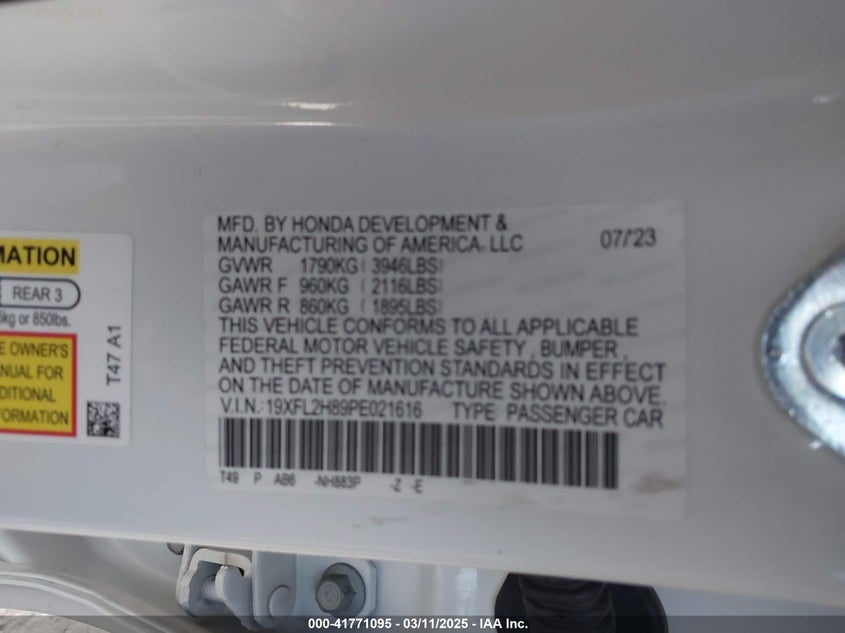 MATION
REAR 3
kg or 850lbs.
E OWNER'S
NUAL FOR
DITIONAL
FORMATION
T47 A1
MFD. BY HONDA DEVELOPMENT &
MANUFACTURING OF AMERICA, LLC 07/23
GVWR 1790KG ( 3946LBS)
GAWR F 960KG ( 2116LBS)
GAWR R 860KG ( 1895LBS)
THIS VEHICLE CONFORMS TO ALL APPLICABLE
FEDERAL MOTOR VEHICLE SAFETY , BUMPER ,
AND THEFT PREVENTION STANDARDS IN EFFECT
ON THE DATE OF MANUFACTURE SHOWN ABOVE.
V.I.N.: 19XFL2H89PE021616 TYPE: PASSENGER CAR
T49 P AB6 -NH883P -Z -E
000-41771095 - 03/11/2025 - IAA Inc.